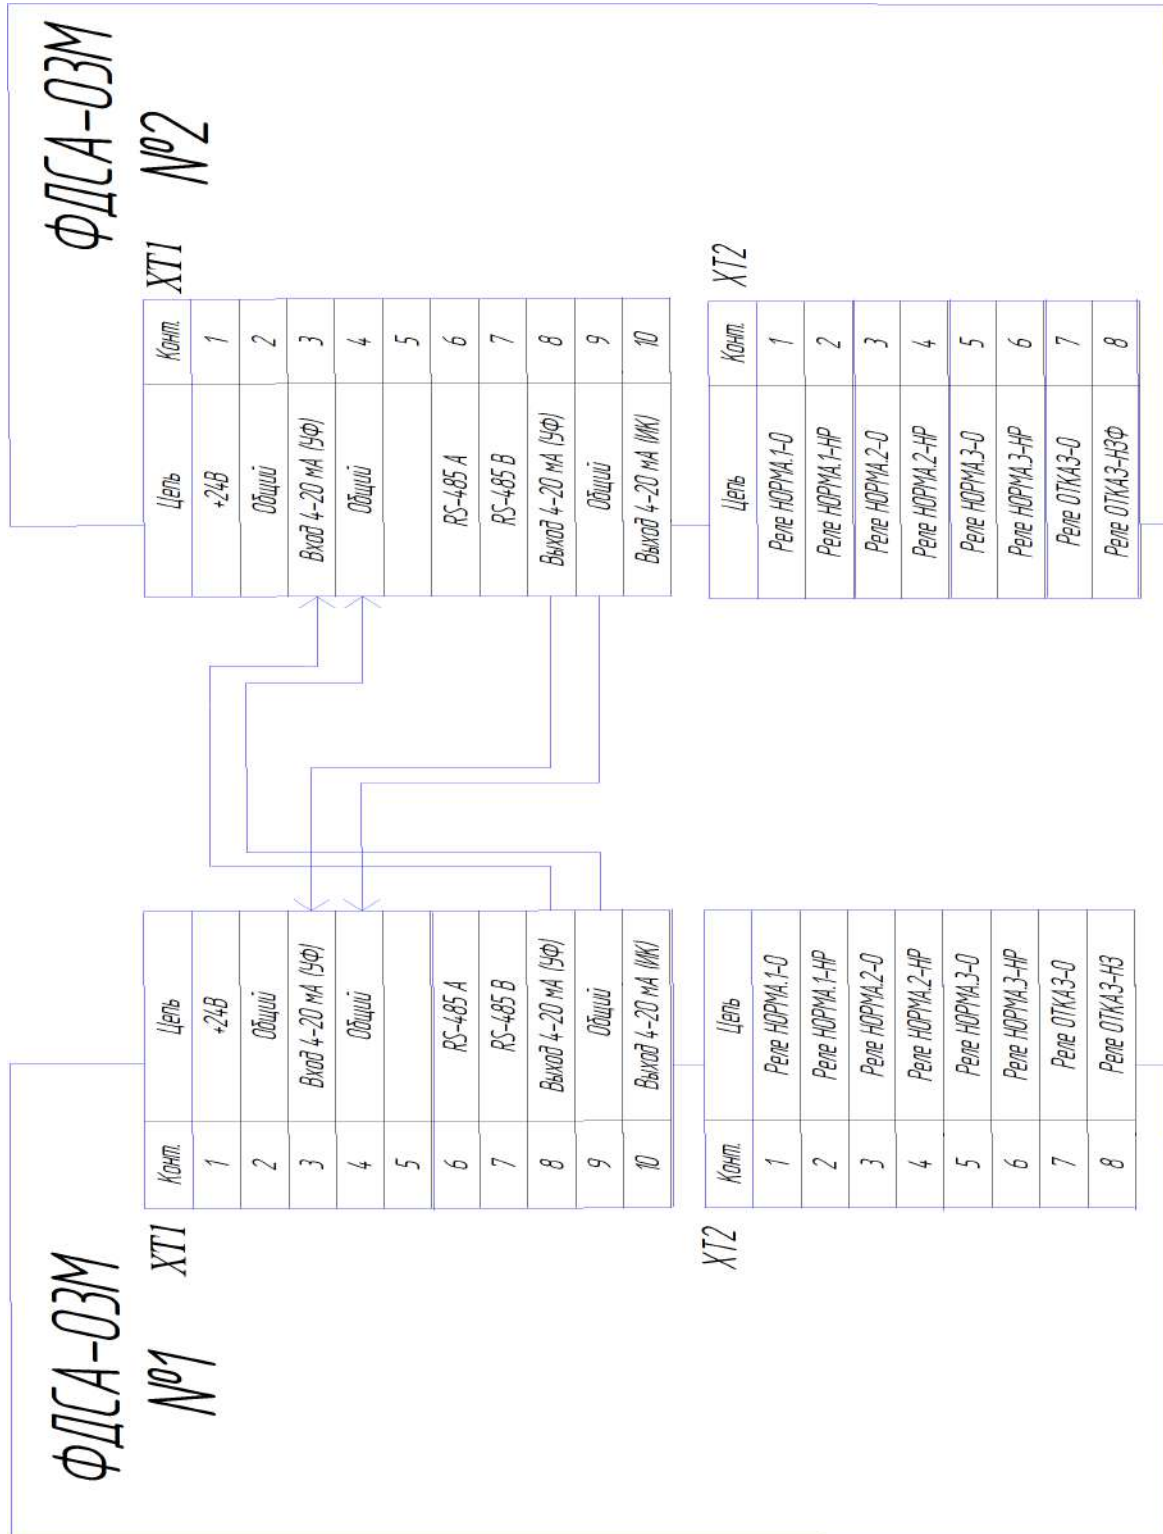 ФДСА-03М
№1
XT1
Конт. Цепь
1 +24В
2 Общий
3 Вход 4-20 мА (УФ)
4 Общий
5
6 RS-485 A
7 RS-485 B
8 Выход 4-20 мА (УФ)
9 Общий
10 Выход 4-20 мА (ИК)
XT2
Конт. Цепь
1 Реле НОРМА.1-О
2 Реле НОРМА.1-НР
3 Реле НОРМА.2-О
4 Реле НОРМА.2-НР
5 Реле НОРМА.3-О
6 Реле НОРМА.3-НР
7 Реле ОТКАЗ-О
8 Реле ОТКАЗ-НЗ
ФДСА-03М
№2
XT1
Цепь Конт.
+24В 1
Общий 2
Вход 4-20 мА (УФ) 3
Общий 4
5
RS-485 A 6
RS-485 B 7
Выход 4-20 мА (УФ) 8
Общий 9
Выход 4-20 мА (ИК) 10
XT2
Цепь Конт.
Реле НОРМА.1-О 1
Реле НОРМА.1-НР 2
Реле НОРМА.2-О 3
Реле НОРМА.2-НР 4
Реле НОРМА.3-О 5
Реле НОРМА.3-НР 6
Реле ОТКАЗ-О 7
Реле ОТКАЗ-НЗФ 8